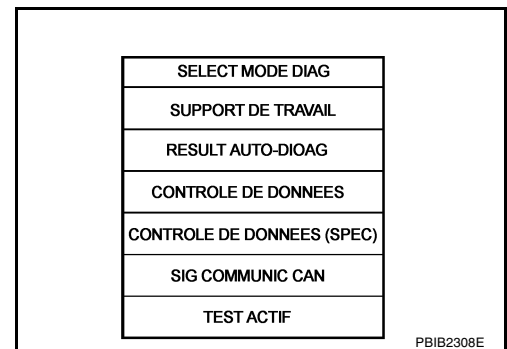 SELECT MODE DIAG
SUPPORT DE TRAVAIL
RESULT AUTO-DIOAG
CONTROLE DE DONNEES
CONTROLE DE DONNEES (SPEC)
SIG COMMUNIC CAN
TEST ACTIF
PBIB2308E